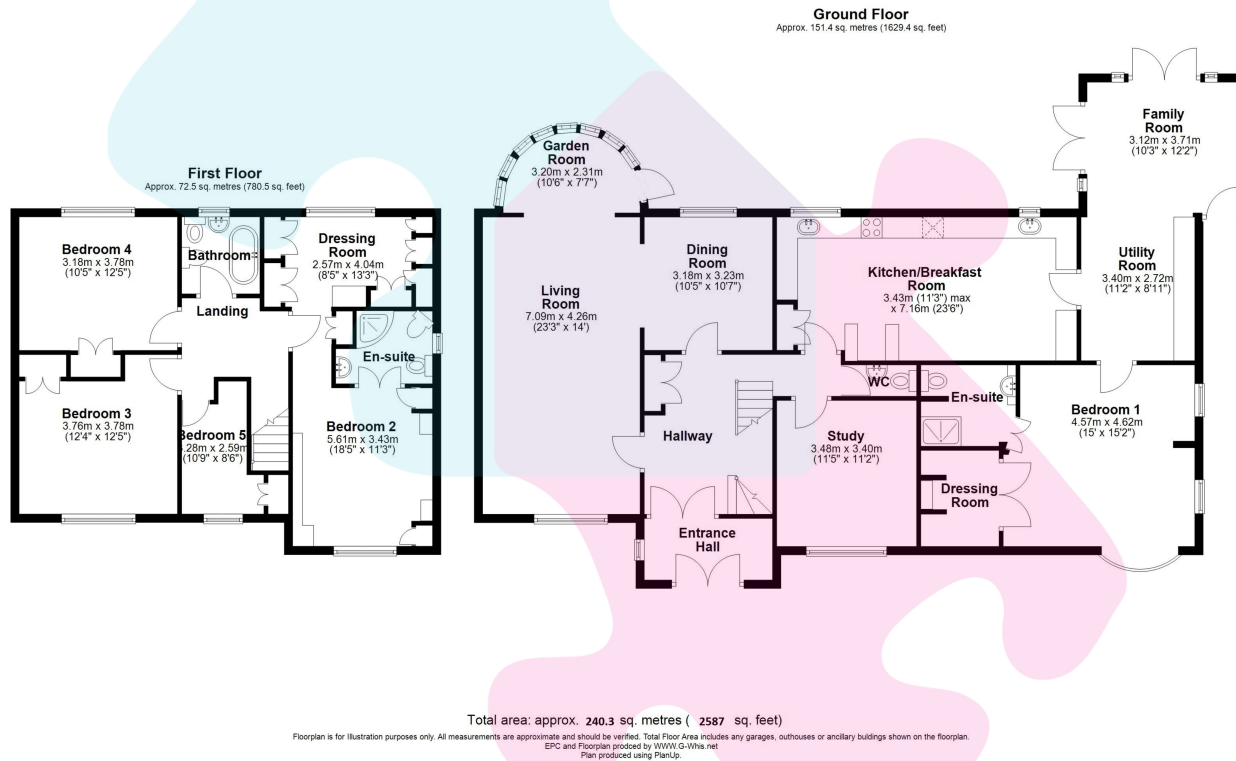 Ground Floor
Approx. 151.4 sq. metres (1629.4 sq. feet)
Family
Room
3.12m x 3.71m
(10'3" x 12'2")
Garden
Room
3.20m x 2.31m
(10'6" x 7'7")
First Floor
Approx. 72.5 sq. metres (780.5 sq. feet)
Bedroom 4
3.18m x 3.78m
(10'5" x 12'5")
Bathroom
Dressing
Room
2.57m x 4.04m
(8'5" x 13'3")
Landing
En-suite
Bedroom 3
3.76m x 3.78m
(12'4" x 12'5")
Bedroom 5
.28m x 2.59m
(10'9" x 8'6")
Bedroom 2
5.61m x 3.43m
(18'5" x 11'3")
Living
Room
7.09m x 4.26m
(23'3" x 14')
Dining
Room
3.18m x 3.23m
(10'5" x 10'7")
Kitchen/Breakfast
Room
3.43m (11'3") max
x 7.16m (23'6")
Utility
Room
3.40m x 2.72m
(11'2" x 8'11")
WC
En-suite
Bedroom 1
4.57m x 4.62m
(15' x 15'2")
Hallway
Study
3.48m x 3.40m
(11'5" x 11'2")
Dressing
Room
Entrance
Hall
Total area: approx. 240.3 sq. metres ( 2587 sq. feet)
Floorplan is for Illustration purposes only. All measurements are approximate and should be verified. Total Floor Area includes any garages, outhouses or ancillary buldings shown on the floorplan.
EPC and Floorplan prodced by WWW.G-Whis.net
Plan produced using PlanUp.